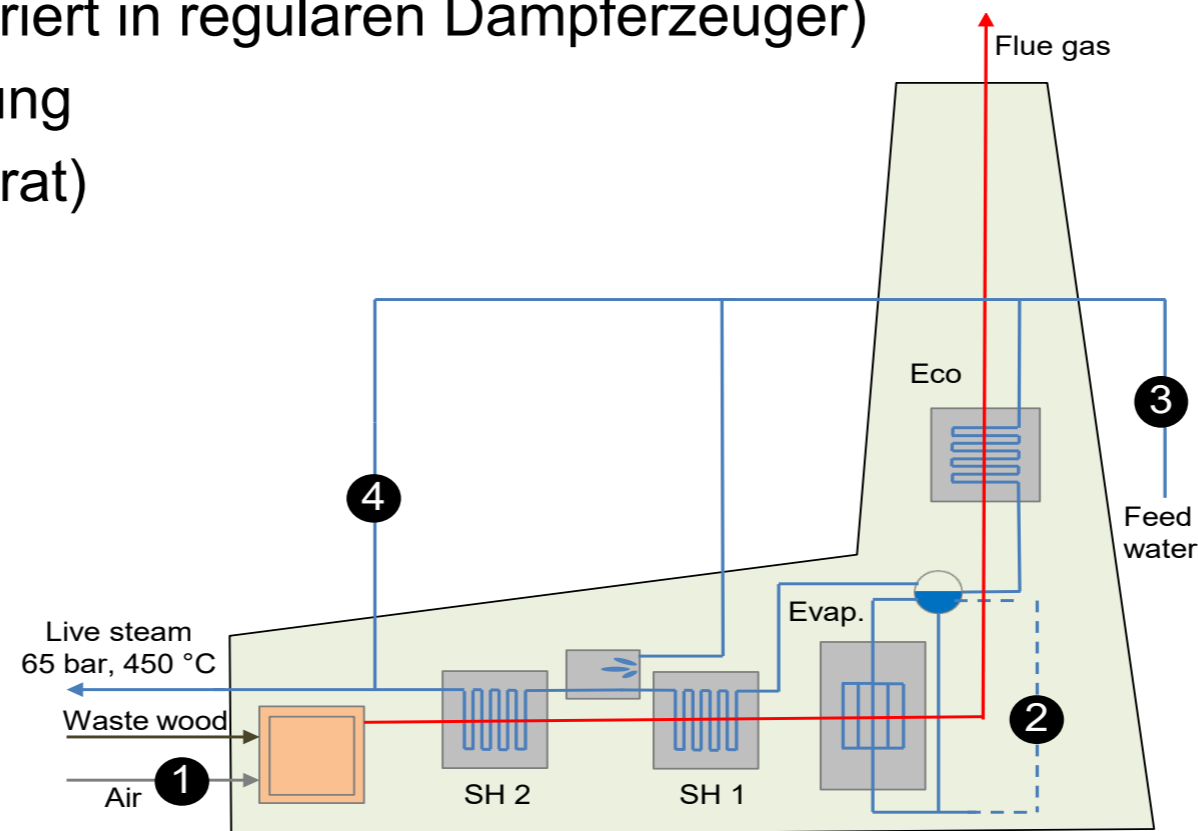 riert in regulären Dampferzeuger)
Flue gas
ung
rat)
Eco
3
4
Feed
water
Evap.
Live steam
65 bar, 450 °C
Waste wood
2
1
Air
SH 2
SH 1